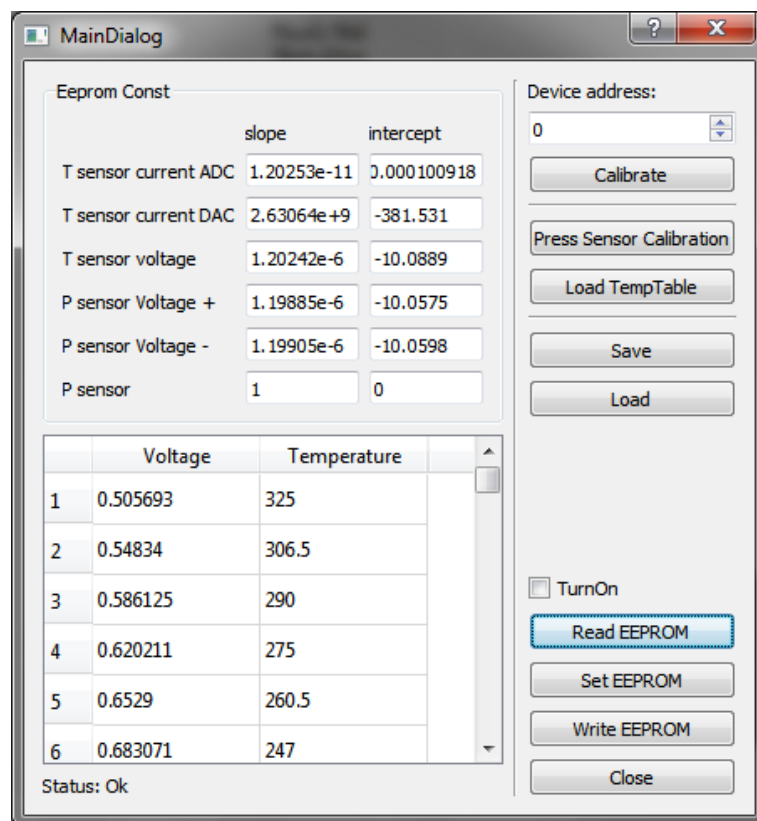 MainDialog
Eeprom Const
slope intercept
T sensor current ADC 1.20253e-11 0.000100918
T sensor current DAC 2.63064e+9 -381.531
T sensor voltage 1.20242e-6 -10.0889
P sensor Voltage + 1.19885e-6 -10.0575
P sensor Voltage - 1.19905e-6 -10.0598
P sensor 1 0
Voltage Temperature
1 0.505693 325
2 0.54834 306.5
3 0.586125 290
4 0.620211 275
5 0.6529 260.5
6 0.683071 247
Status: Ok
Device address:
0
Calibrate
Press Sensor Calibration
Load TempTable
Save
Load
TurnOn
Read EEPROM
Set EEPROM
Write EEPROM
Close